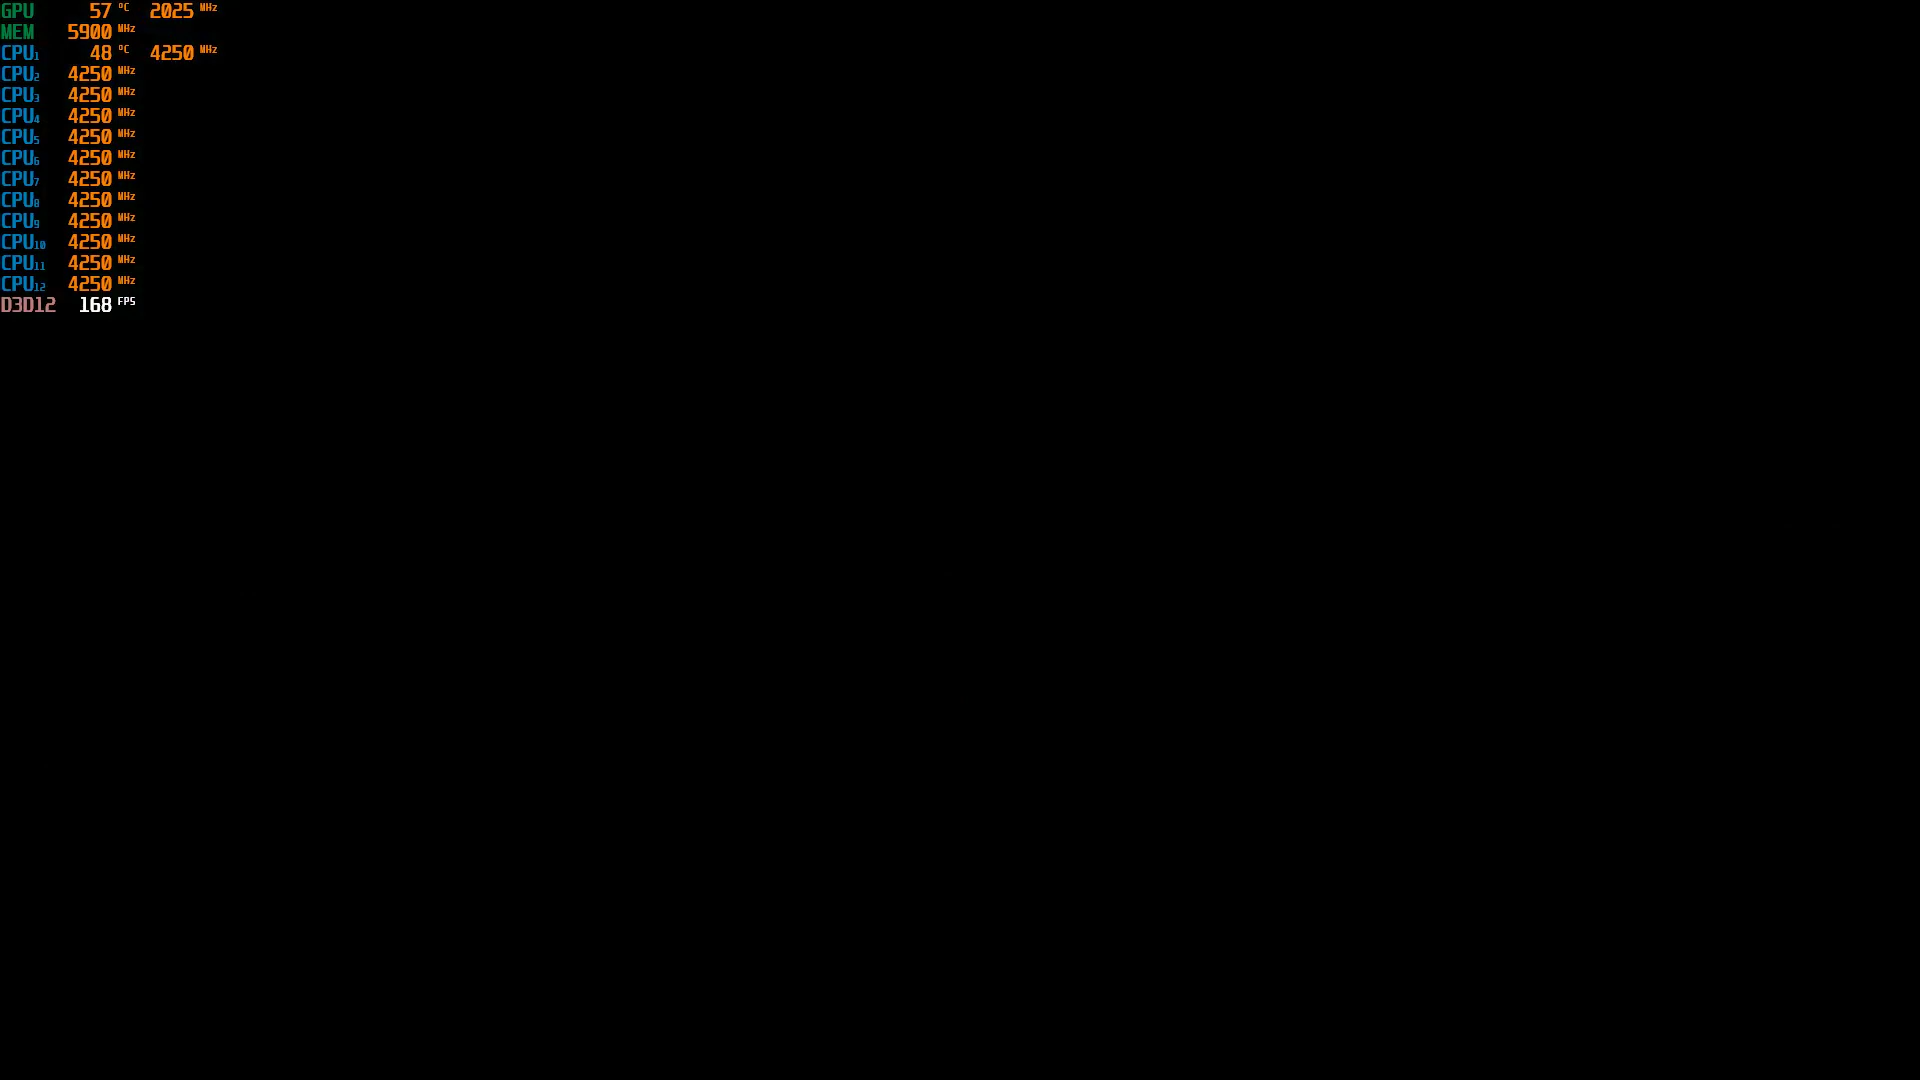 GPU 57 °C 2025 MHz
MEM 5900 MHz
CPU1 48 °C 4250 MHz
CPU2 4250 MHz
CPU3 4250 MHz
CPU4 4250 MHz
CPU5 4250 MHz
CPU6 4250 MHz
CPU7 4250 MHz
CPU8 4250 MHz
CPU9 4250 MHz
CPU10 4250 MHz
CPU11 4250 MHz
CPU12 4250 MHz
D3D12 168 FPS